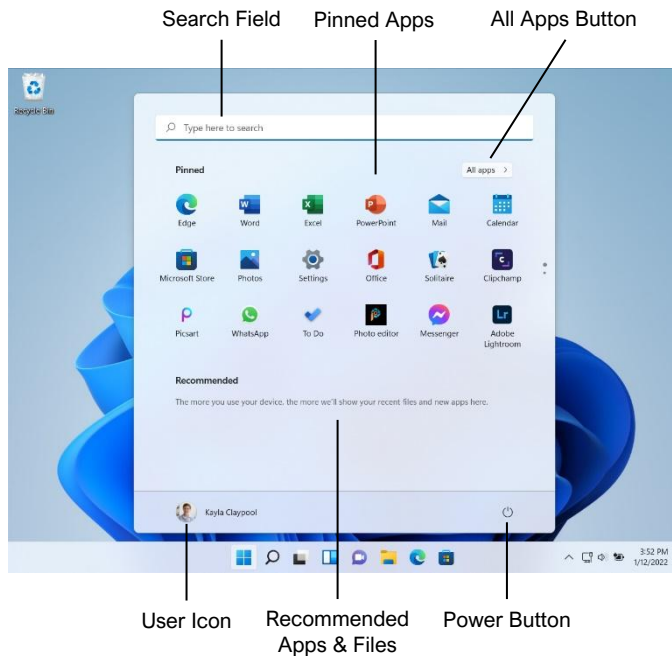 Search Field
Pinned Apps
All Apps Button
Recycle Bin
Type here to search
Pinned
All apps
Edge
Word
Excel
PowerPoint
Mail
Calendar
Microsoft Store
Photos
Settings
Office
Solitaire
Clipchamp
Picsart
WhatsApp
To Do
Photo editor
Messenger
Adobe
Lightroom
Recommended
The more you use your device, the more we'll show your recent files and new apps here.
Kayla Claypool
3:52 PM
1/12/2022
User Icon
Recommended
Apps & Files
Power Button